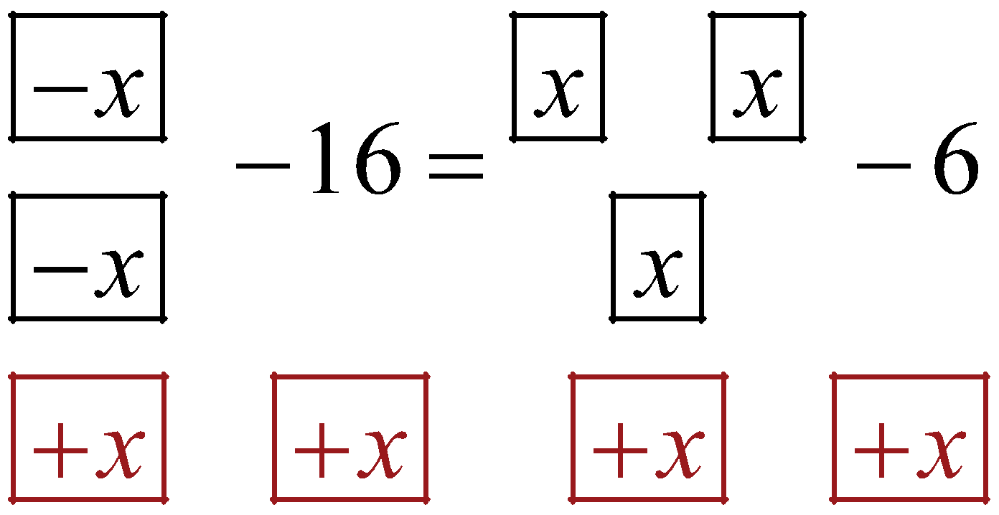 −x x x
−16 = −6
−x x
+x +x +x +x